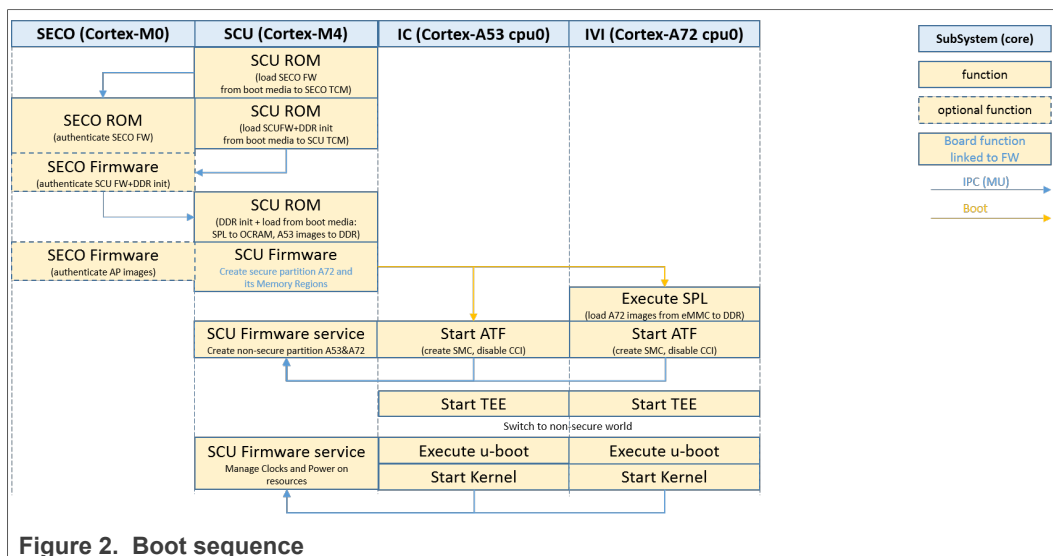 SECO (Cortex-M0)
SCU (Cortex-M4)
IC (Cortex-A53 cpu0)
IVI (Cortex-A72 cpu0)
SCU ROM
(load SECO FW
from boot media to SECO TCM)
SECO ROM
(authenticate SECO FW)
SCU ROM
(load SCUFW+DDR init
from boot media to SCU TCM)
SECO Firmware
(authenticate SCU FW+DDR init)
SCU ROM
(DDR init + load from boot media:
SPL to OCRAM, A53 images to DDR)
SECO Firmware
(authenticate AP images)
SCU Firmware
Create secure partition A72 and
its Memory Regions
Execute SPL
(load A72 images from eMMC to DDR)
SCU Firmware service
Create non-secure partition A53&A72
Start ATF
(create SMC, disable CCI)
Start ATF
(create SMC, disable CCI)
Start TEE
Start TEE
Switch to non-secure world
SCU Firmware service
Manage Clocks and Power on
resources
Execute u-boot
Execute u-boot
Start Kernel
Start Kernel
SubSystem (core)
function
optional function
Board function
linked to FW
IPC (MU)
Boot
Figure 2. Boot sequence